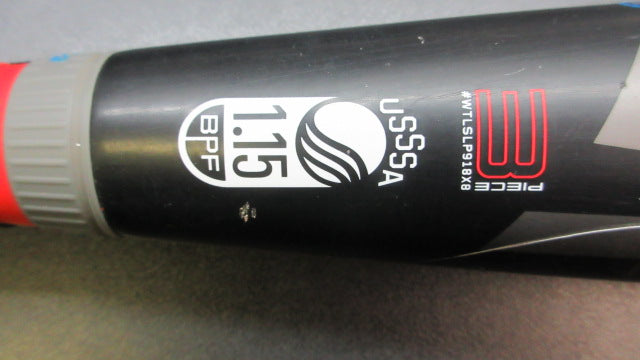 USSSA
1.15
BPF
3
PIECE
#WTLSLP918X8